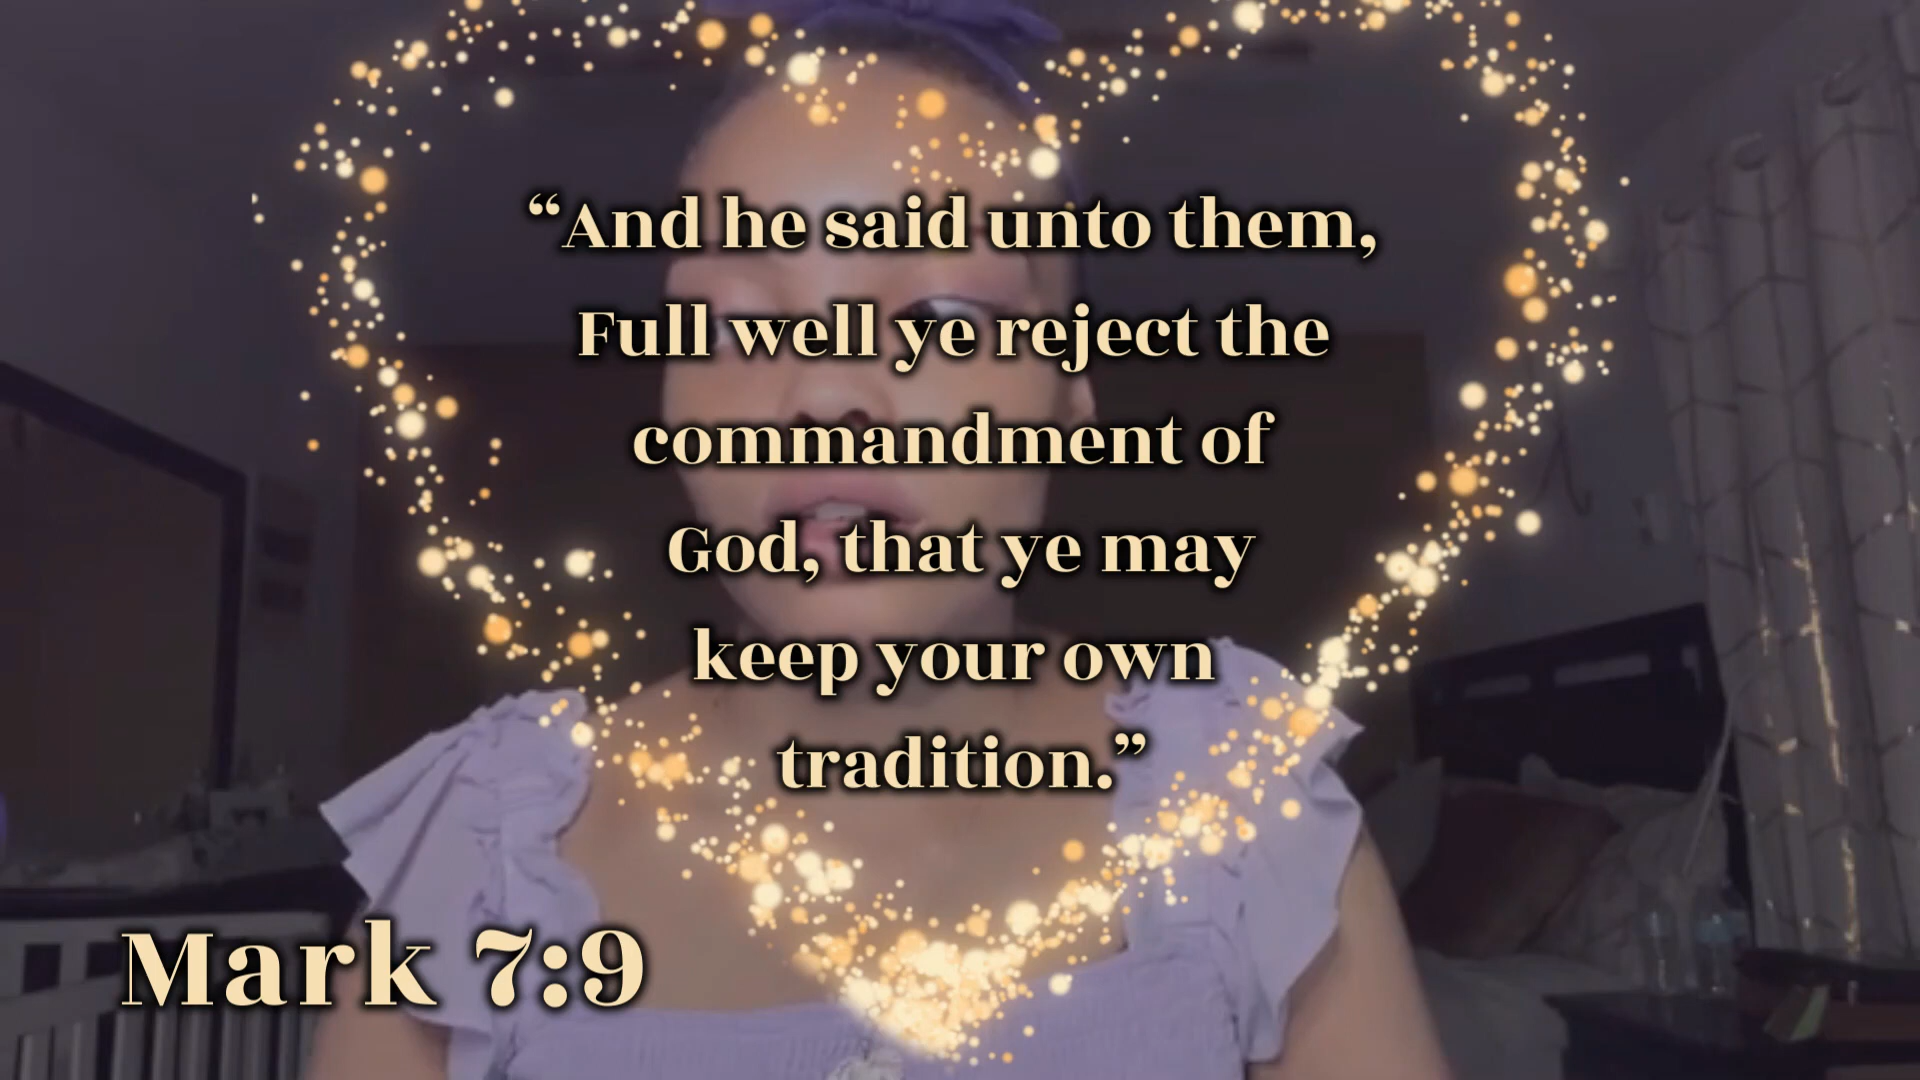 “And he said unto them,
Full well ye reject the
commandment of
God, that ye may
keep your own
tradition.”
Mark 7:9